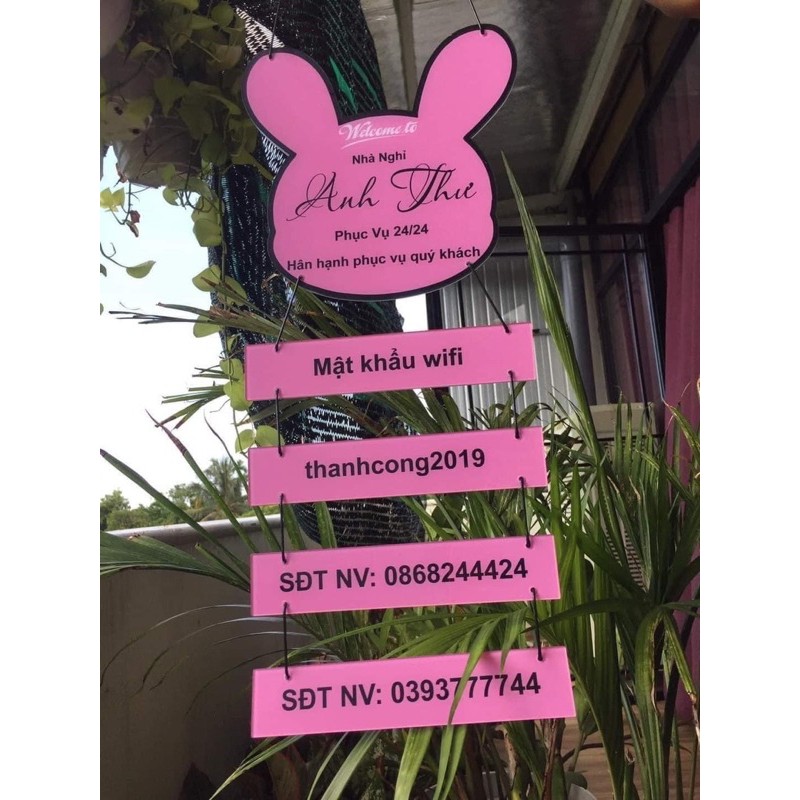 Welcome to
Nhà Nghỉ
Anh Thư
Phục Vụ 24/24
Hân hạnh phục vụ quý khách
Mật khẩu wifi
thanhcong2019
SĐT NV: 0868244424
SĐT NV: 0393777744